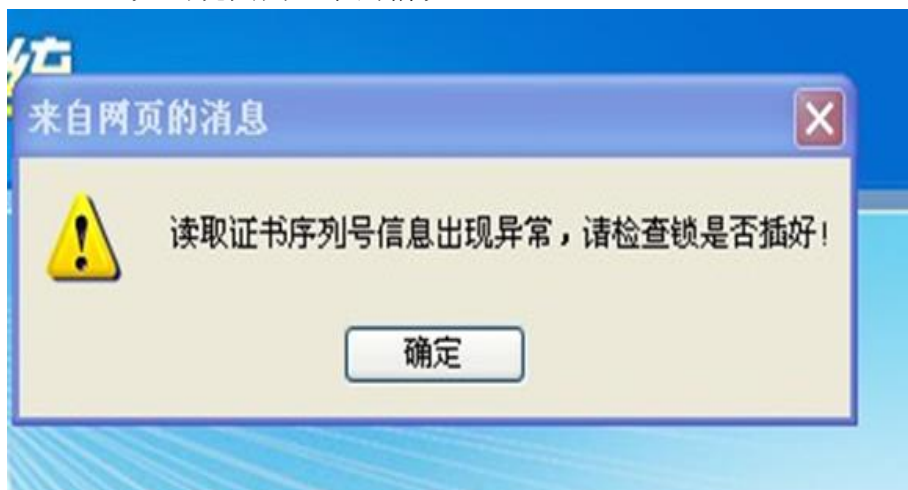 统
来自网页的消息
读取证书序列号信息出现异常，请检查锁是否插好！
确定